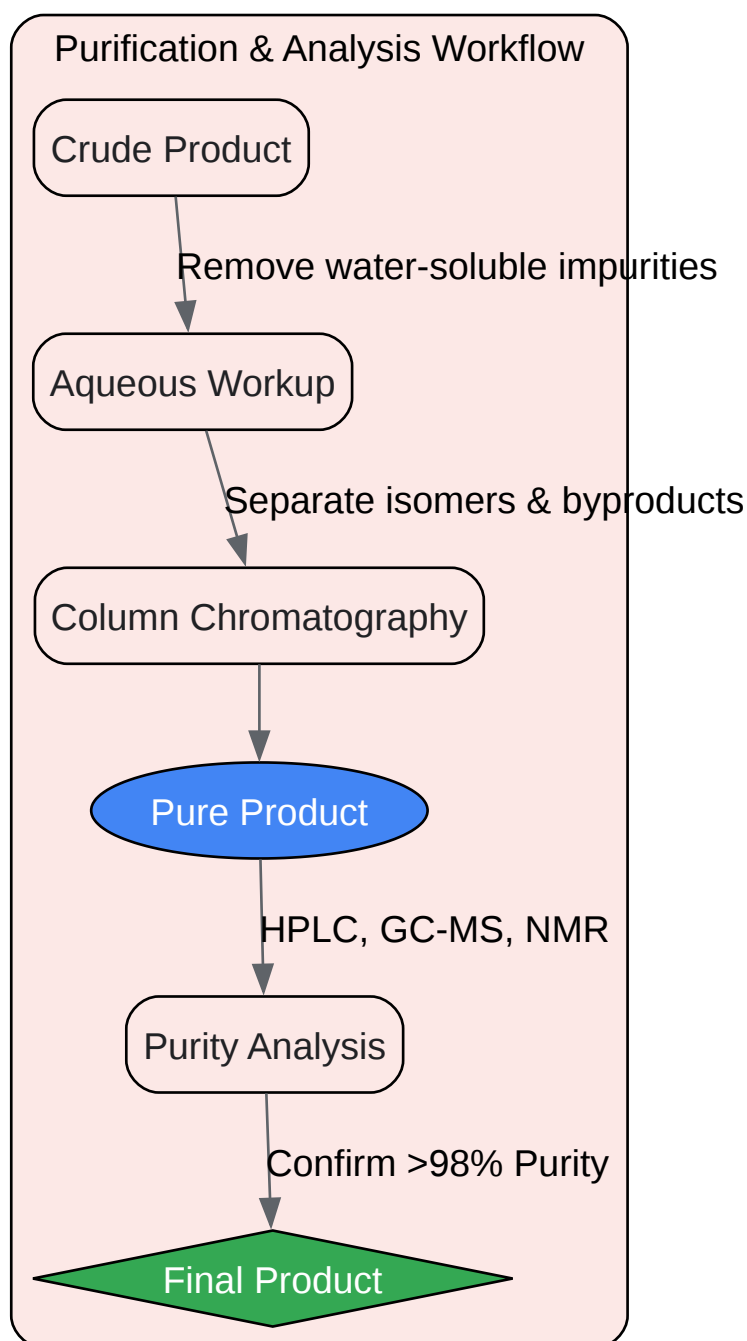 Purification & Analysis Workflow
Crude Product
Remove water-soluble impurities
Aqueous Workup
Separate isomers & byproducts
Column Chromatography
Pure Product
HPLC, GC-MS, NMR
Purity Analysis
Confirm >98% Purity
Final Product